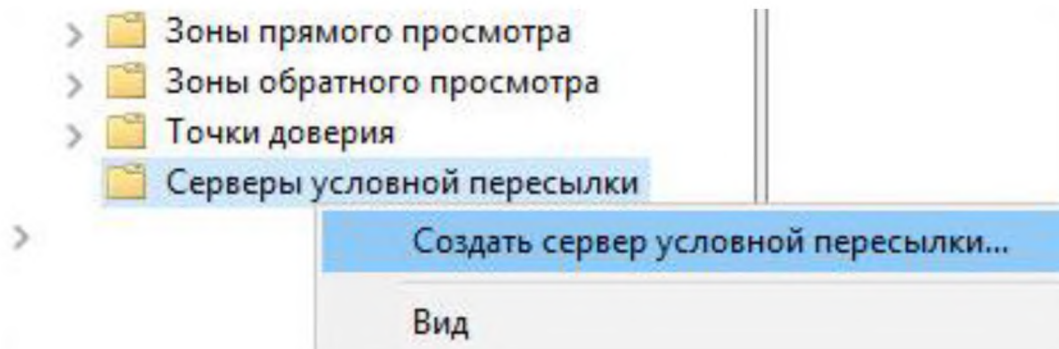 Зоны прямого просмотра
Зоны обратного просмотра
Точки доверия
Серверы условной пересылки
Создать сервер условной пересылки...
Вид